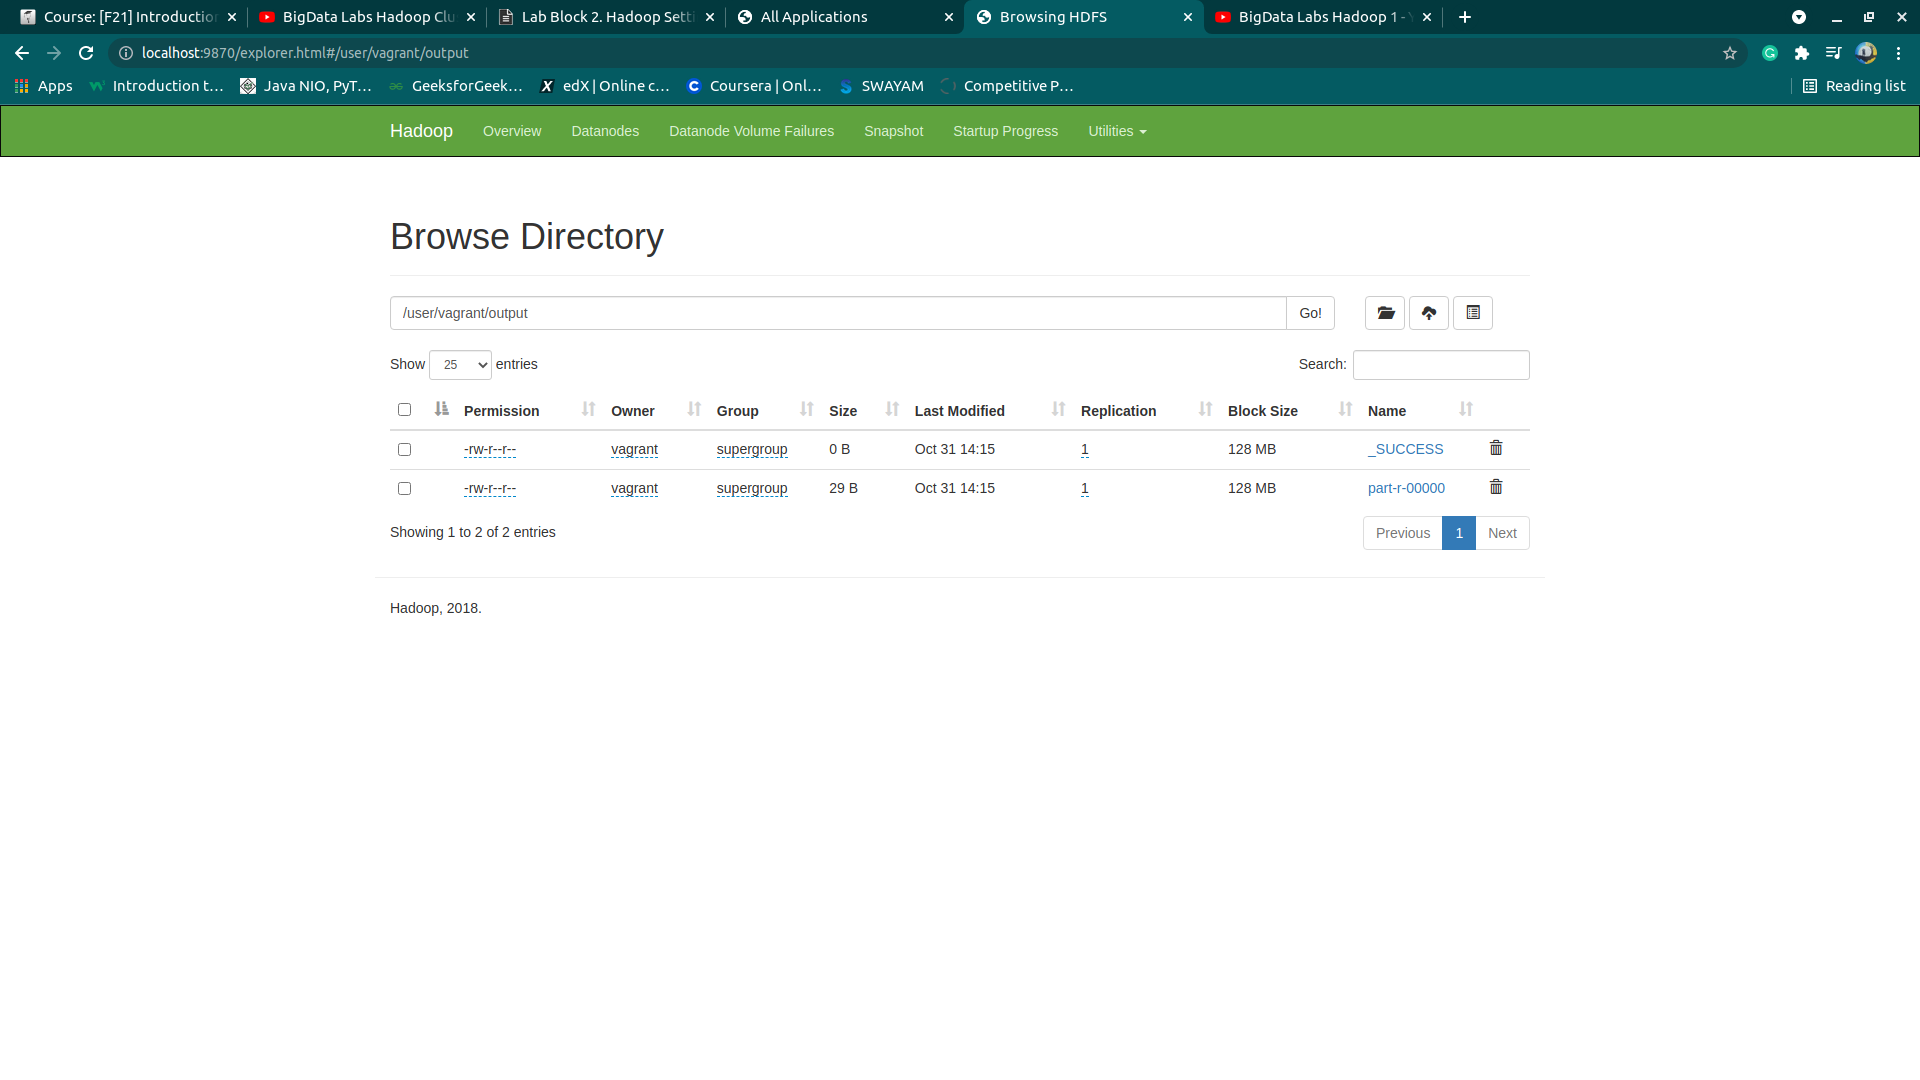 Course: [F21] Introduction
BigData Labs Hadoop Clu
Lab Block 2. Hadoop Setti
All Applications
Browsing HDFS
BigData Labs Hadoop 1 - Y
localhost:9870/explorer.html#/user/vagrant/output
Apps
Introduction t...
Java NIO, PyT...
GeeksforGeek...
edX | Online c...
Coursera | Onl...
SWAYAM
Competitive P...
Reading list
Hadoop Overview Datanodes Datanode Volume Failures Snapshot Startup Progress Utilities
Browse Directory
/user/vagrant/output Go!
Show 25 entries Search:
Permission Owner Group Size Last Modified Replication Block Size Name
-rw-r--r-- vagrant supergroup 0 B Oct 31 14:15 1 128 MB _SUCCESS
-rw-r--r-- vagrant supergroup 29 B Oct 31 14:15 1 128 MB part-r-00000
Showing 1 to 2 of 2 entries Previous 1 Next
Hadoop, 2018.